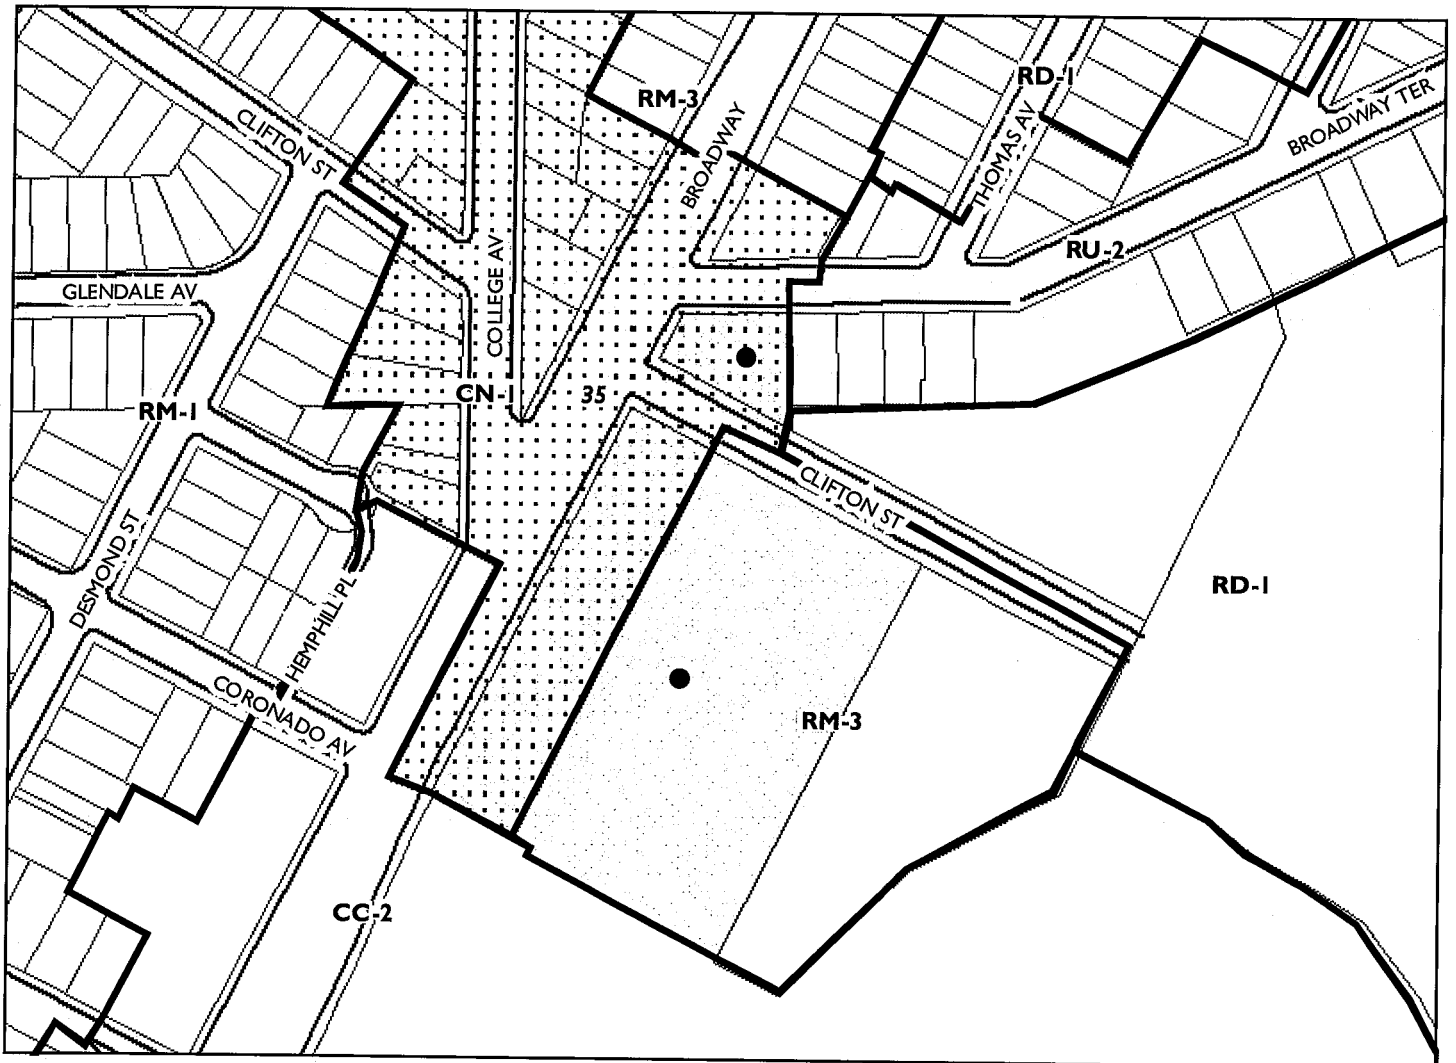 RD-1
RM-3
BROADWAY TER
CLIFTON ST
BROADWAY
THOMAS AV
RU-2
COLLEGE AV
GLENDALE AV
CN-1
35
RM-1
CLIFTON ST
DESMOND ST
RD-1
HEMPHILL PL
CORONADO AV
RM-3
CC-2